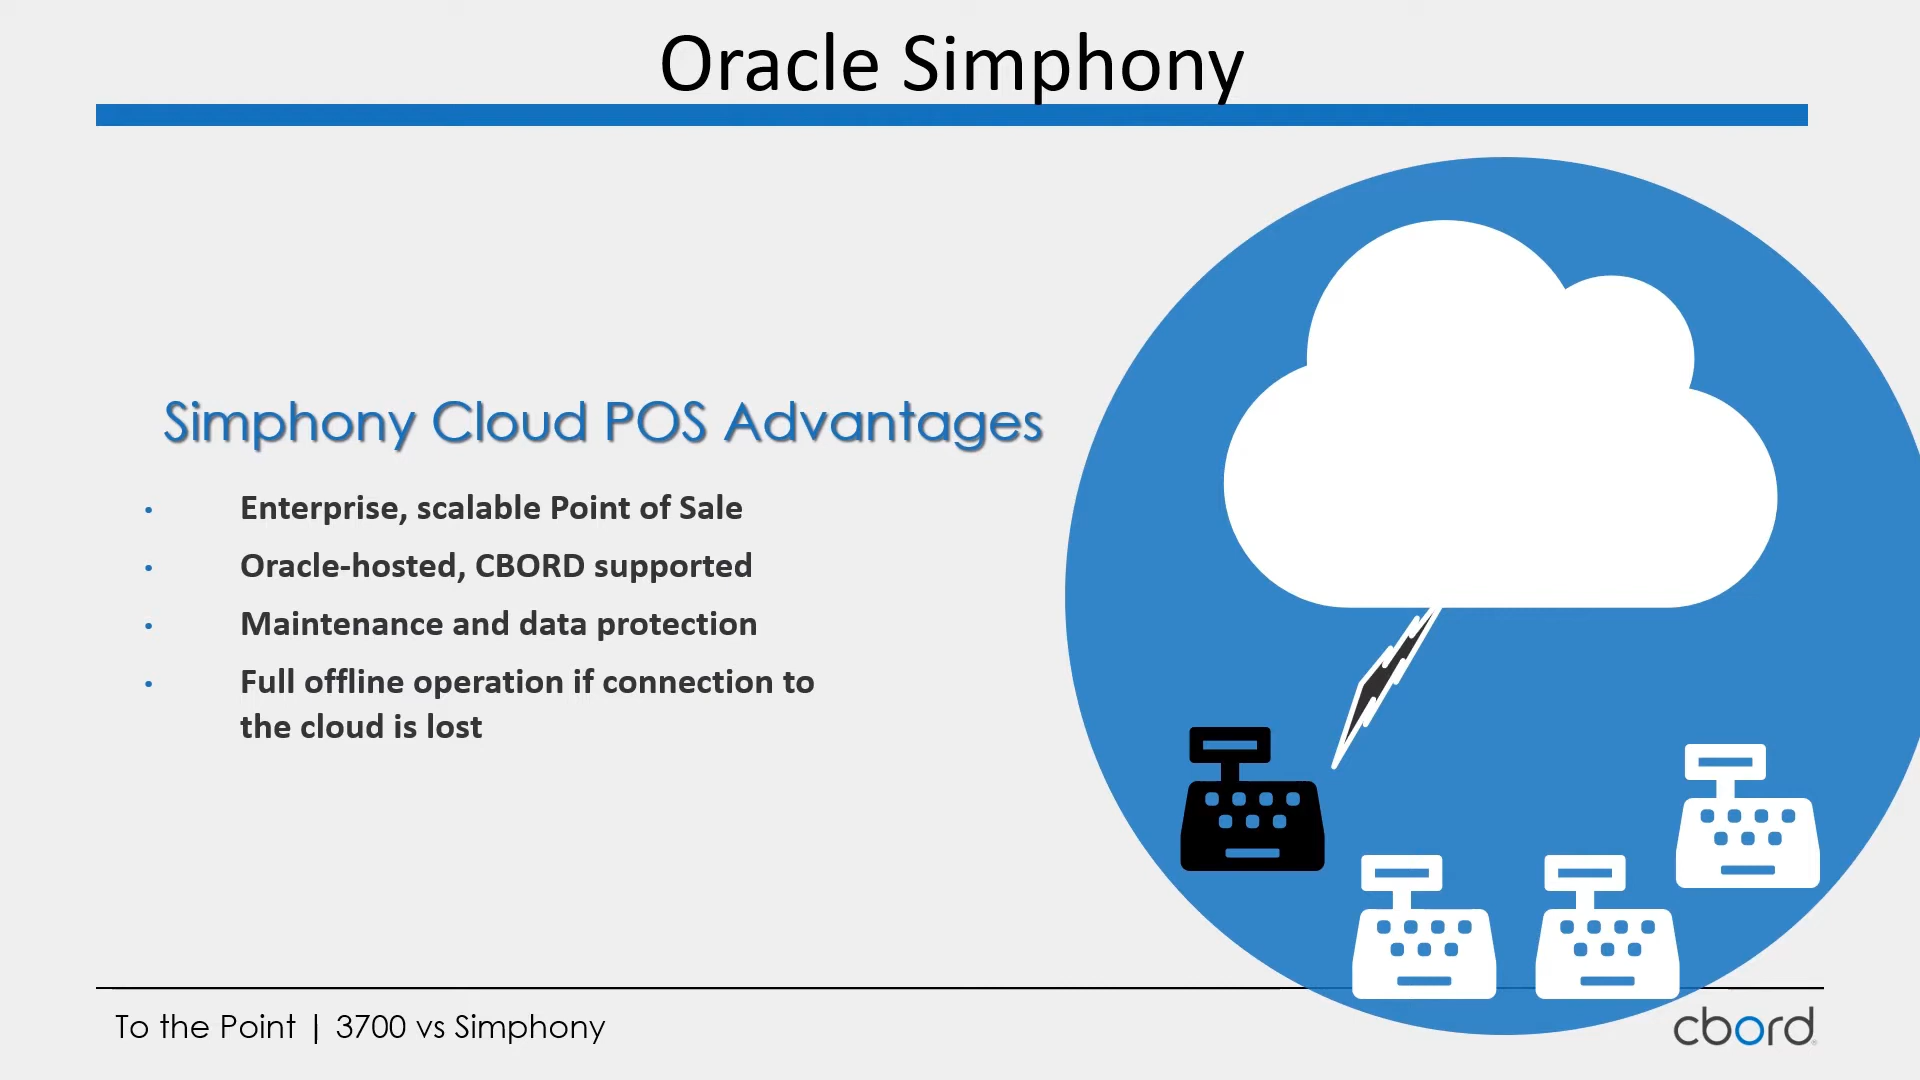 Oracle Simphony
Simphony Cloud POS Advantages
• Enterprise, scalable Point of Sale
• Oracle-hosted, CBORD supported
• Maintenance and data protection
• Full offline operation if connection to
the cloud is lost
To the Point | 3700 vs Simphony
cbord